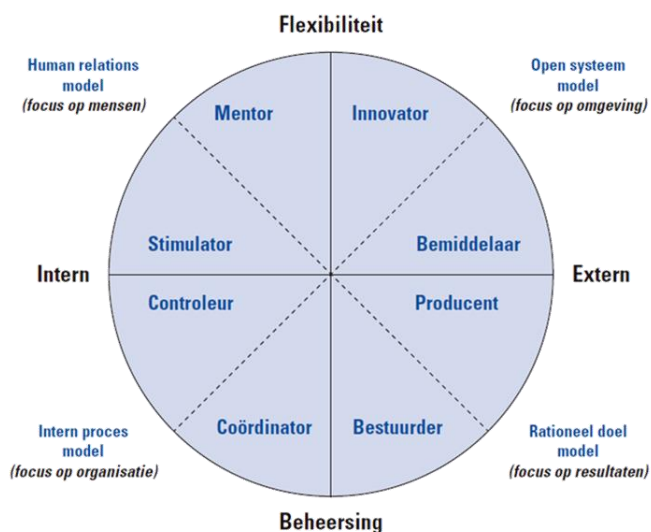 Flexibiliteit
Human relations
model
(focus op mensen)
Open systeem
model
(focus op omgeving)
Mentor
Innovator
Stimulator
Bemiddelaar
Intern
Extern
Controleur
Producent
Coördinator
Bestuurder
Intern proces
model
(focus op organisatie)
Rationeel doel
model
(focus op resultaten)
Beheersing